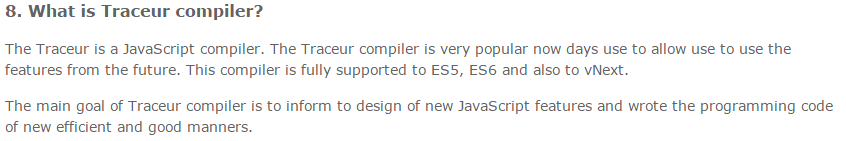 8. What is Traceur compiler?
The Traceur is a JavaScript compiler. The Traceur compiler is very popular now days use to allow use to use the
features from the future. This compiler is fully supported to ES5, ES6 and also to vNext.
The main goal of Traceur compiler is to inform to design of new JavaScript features and wrote the programming code
of new efficient and good manners.